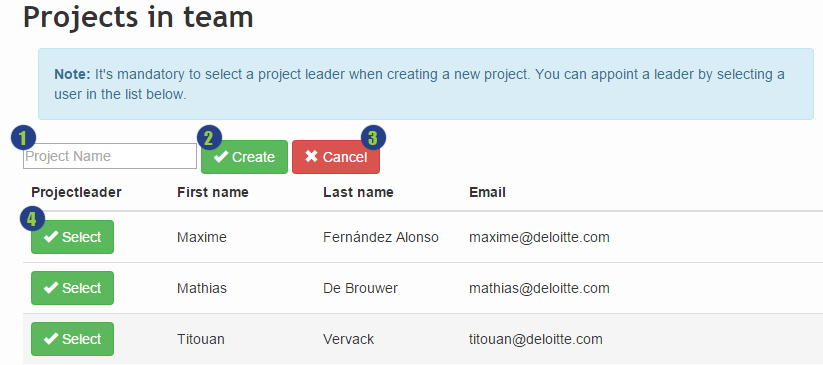 Projects in team
Note: It's mandatory to select a project leader when creating a new project. You can appoint a leader by selecting a
user in the list below.
1 2 3
Project Name Create Cancel
Projectleader First name Last name Email
4
Select Maxime Fernández Alonso maxime@deloitte.com
Select Mathias De Brouwer mathias@deloitte.com
Select Titouan Vervack titouan@deloitte.com